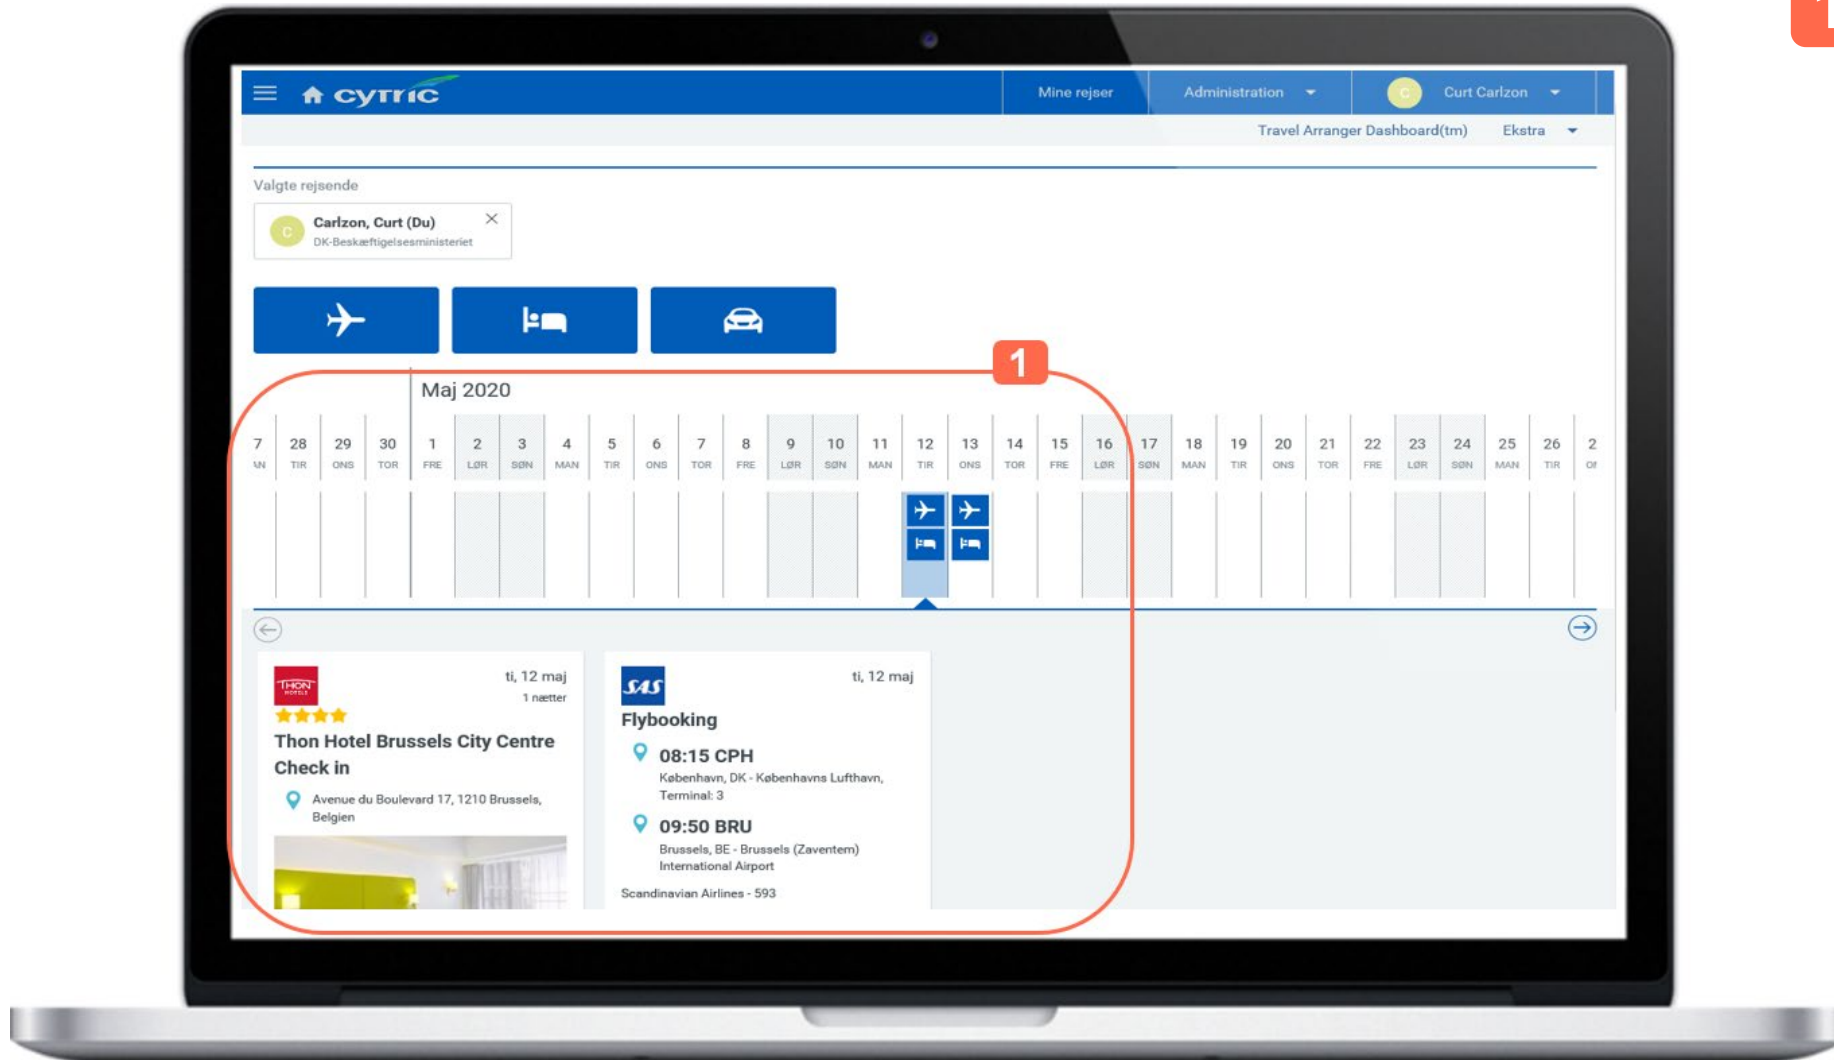 1
cytric
Mine rejser
Administration
C
Curt Carlzon
Travel Arranger Dashboard(tm)
Ekstra
Valgte rejsende
C
Carlzon, Curt (Du)
DK-Beskæftigelsesministeriet
1
Maj 2020
7 28 29 30 1 2 3 4 5 6 7 8 9 10 11 12 13 14 15 16 17 18 19 20 21 22 23 24 25 26 2
TIR ONS TOR FRE LØR SØN MAN TIR ONS TOR FRE LØR SØN MAN TIR ONS TOR FRE LØR SØN MAN TIR ONS TOR FRE LØR SØN MAN TIR
THON
HOTELS
ti, 12 maj
1 nætter
Thon Hotel Brussels City Centre
Check in
Avenue du Boulevard 17, 1210 Brussels,
Belgien
SAS
ti, 12 maj
Flybooking
08:15 CPH
København, DK - Københavns Lufthavn,
Terminal: 3
09:50 BRU
Brussels, BE - Brussels (Zaventem)
International Airport
Scandinavian Airlines - 593